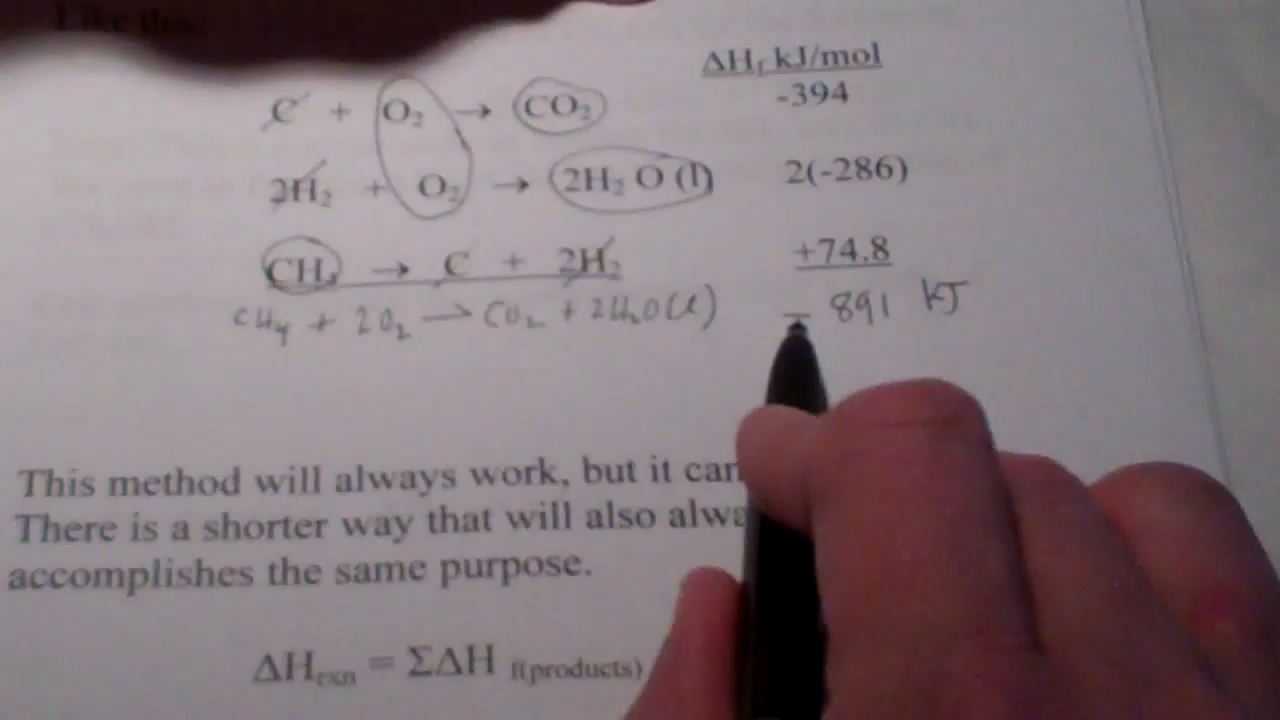 Like this:
ΔHf kJ/mol
C + O₂ → CO₂ -394
2H₂ + O₂ → 2H₂O (l) 2(-286)
CH₄ → C + 2H₂ +74.8
CH₄ + 2O₂ → CO₂ + 2H₂O(l) - 891 kJ
This method will always work, but it can
There is a shorter way that will also
accomplishes the same purpose.
ΔHrxn = ΣΔH f(products)